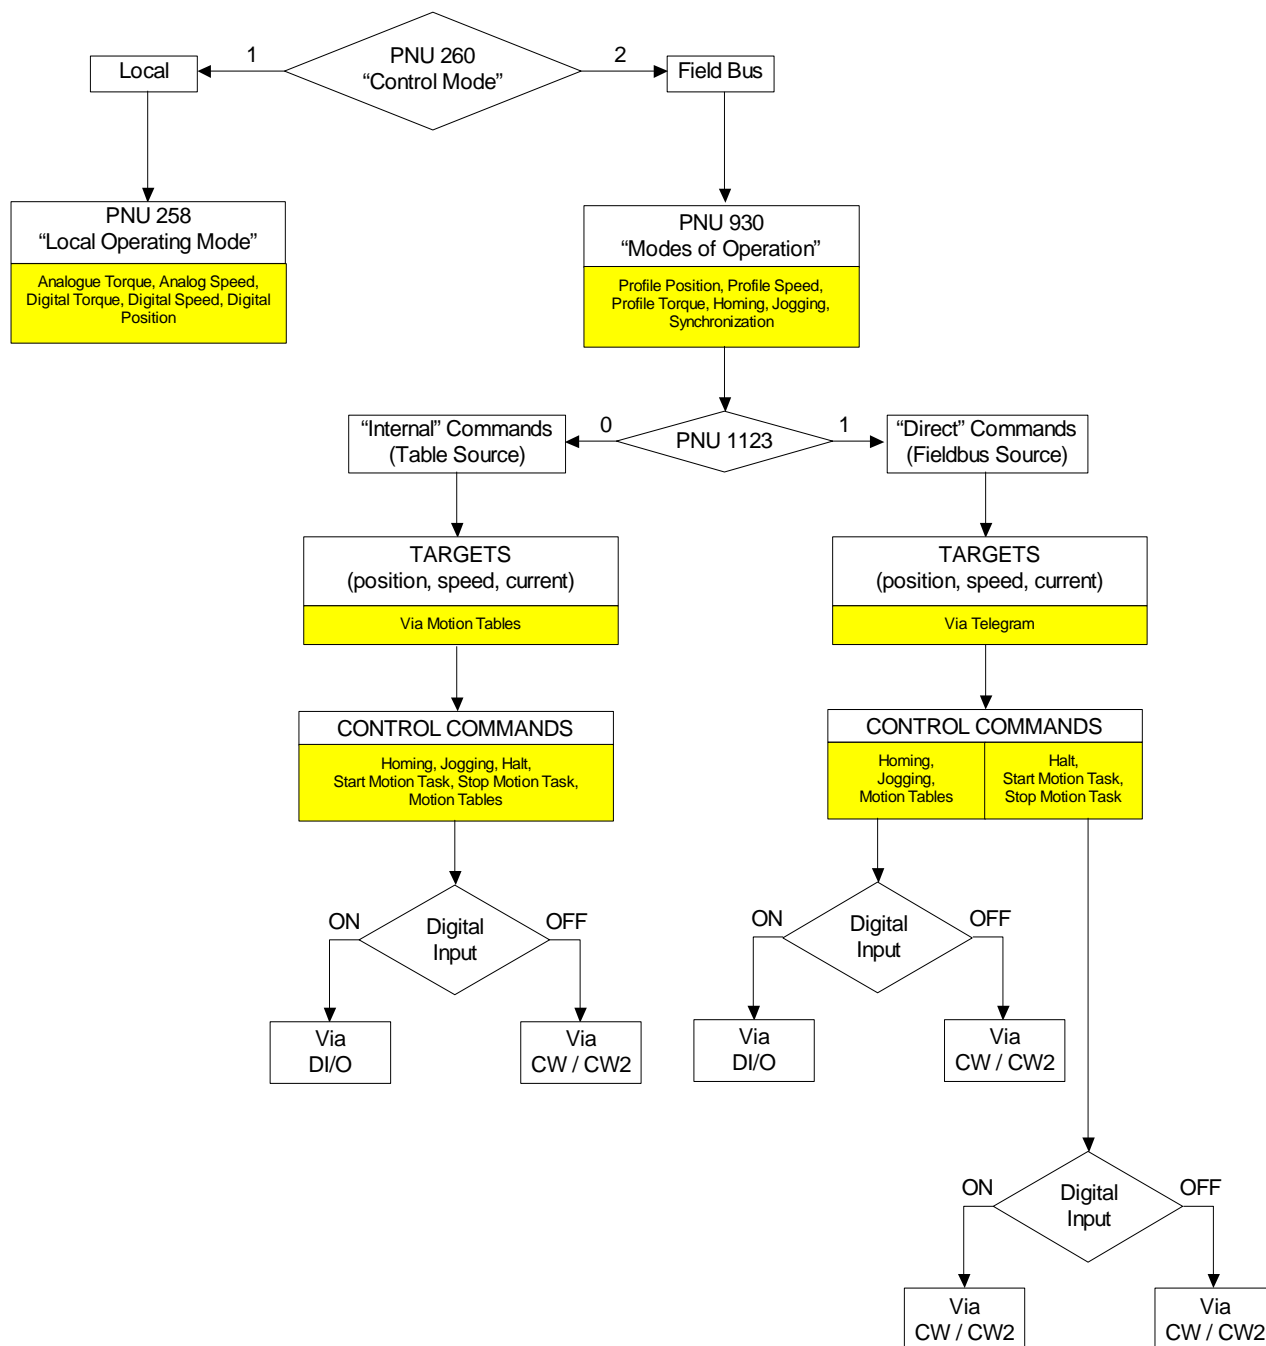 PNU 260
“Control Mode”
1
2
Local
Field Bus
PNU 258
“Local Operating Mode”
Analogue Torque, Analog Speed,
Digital Torque, Digital Speed, Digital
Position
PNU 930
“Modes of Operation”
Profile Position, Profile Speed,
Profile Torque, Homing, Jogging,
Synchronization
PNU 1123
0
1
“Internal” Commands
(Table Source)
“Direct” Commands
(Fieldbus Source)
TARGETS
(position, speed, current)
Via Motion Tables
TARGETS
(position, speed, current)
Via Telegram
CONTROL COMMANDS
Homing, Jogging, Halt,
Start Motion Task, Stop Motion Task,
Motion Tables
CONTROL COMMANDS
Homing,
Jogging,
Motion Tables
Halt,
Start Motion Task,
Stop Motion Task
ON
Digital
Input
OFF
Via
DI/O
Via
CW / CW2
ON
Digital
Input
OFF
Via
DI/O
Via
CW / CW2
ON
Digital
Input
OFF
Via
CW / CW2
Via
CW / CW2